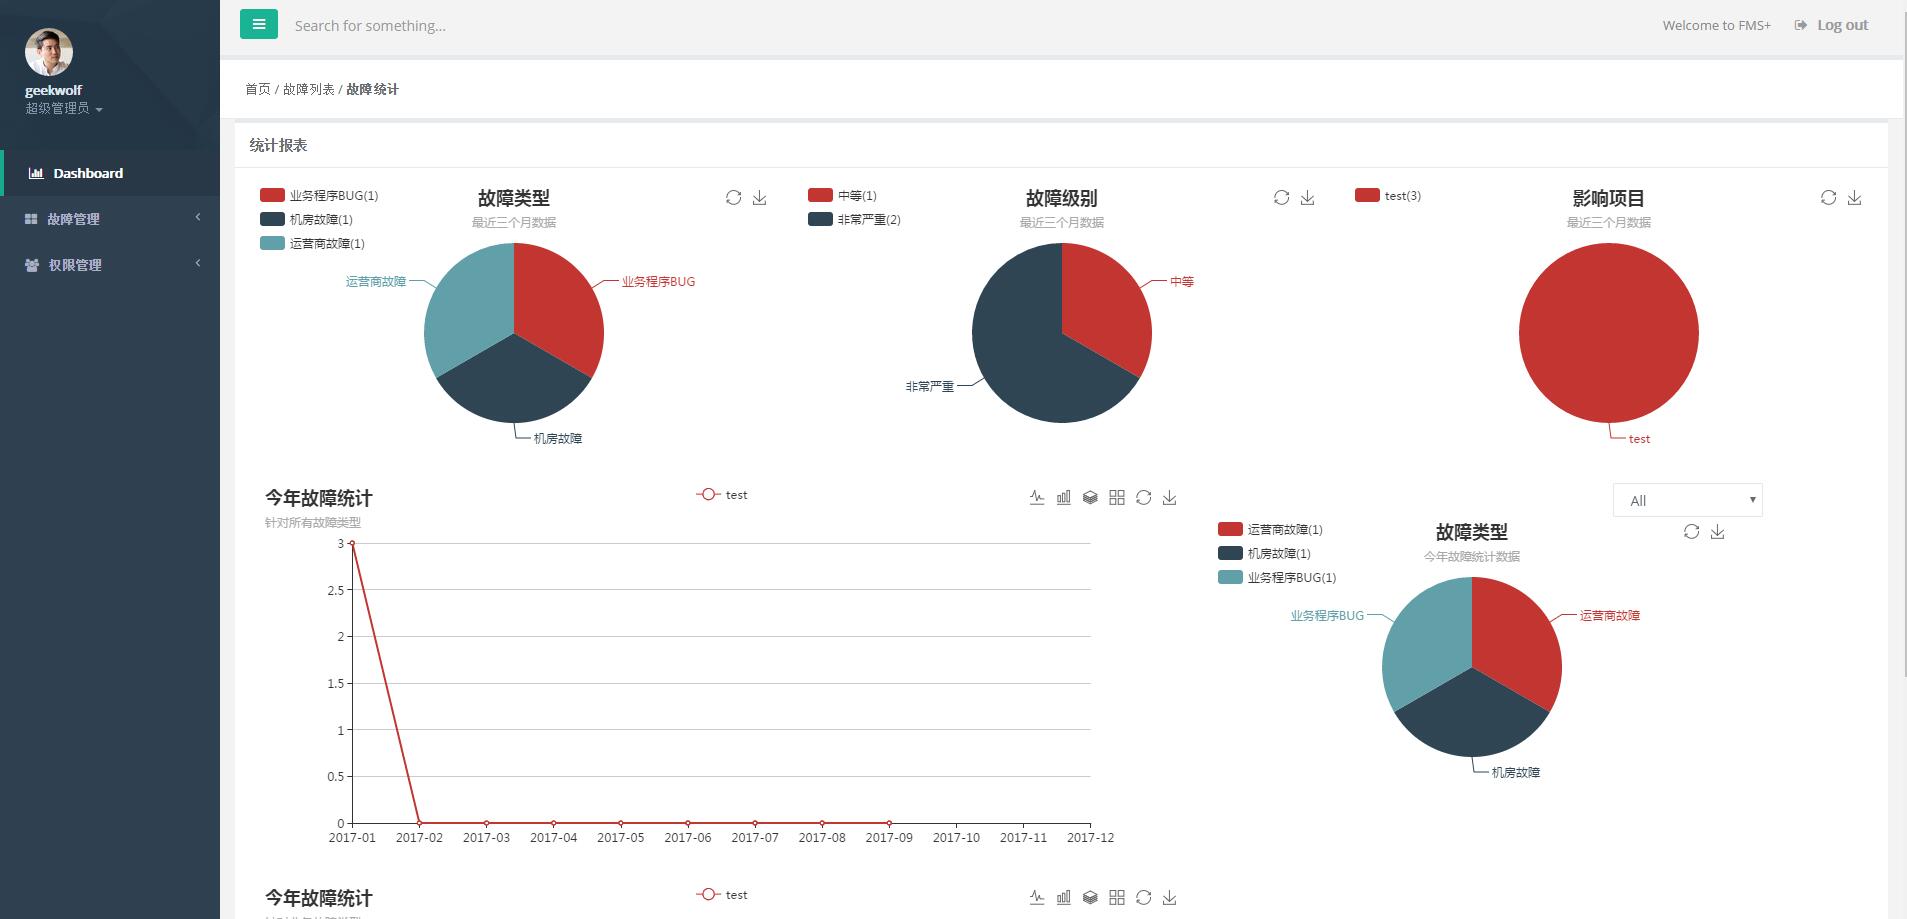 geekwolf
超级管理员
Dashboard
故障管理
权限管理
Search for something...
Welcome to FMS+
Log out
首页 / 故障列表 / 故障统计
统计报表
业务程序BUG(1)
机房故障(1)
运营商故障(1)
故障类型
最近三个月数据
运营商故障
业务程序BUG
机房故障
中等(1)
非常严重(2)
故障级别
最近三个月数据
中等
非常严重
test(3)
影响项目
最近三个月数据
test
今年故障统计
针对所有故障类型
test
3
2.5
2
1.5
1
0.5
0
2017-01 2017-02 2017-03 2017-04 2017-05 2017-06 2017-07 2017-08 2017-09 2017-10 2017-11 2017-12
All
运营商故障(1)
机房故障(1)
业务程序BUG(1)
故障类型
今年故障统计数据
业务程序BUG
运营商故障
机房故障
今年故障统计
test